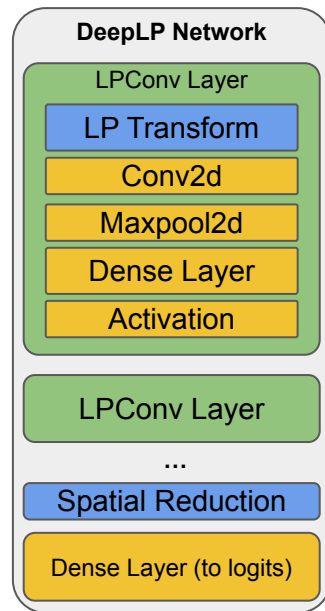 DeepLP Network
LPConv Layer
LP Transform
Conv2d
Maxpool2d
Dense Layer
Activation
LPConv Layer
...
Spatial Reduction
Dense Layer (to logits)